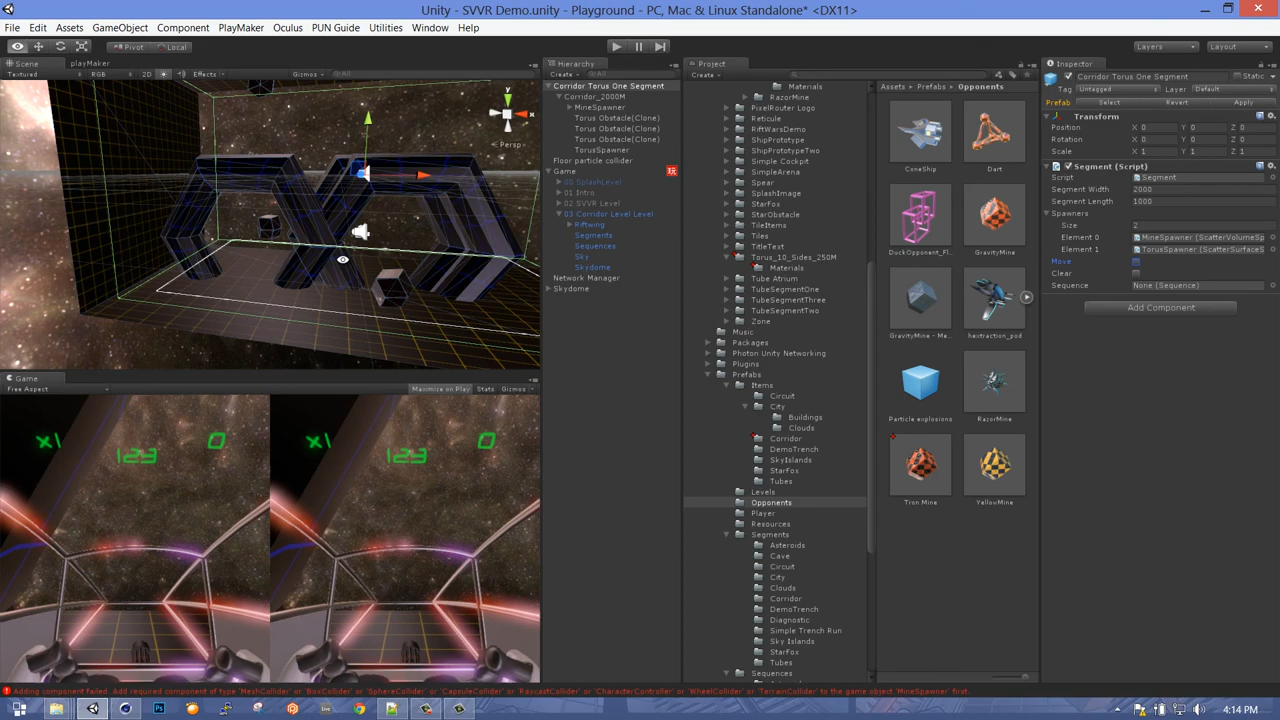 Unity - SVVR Demo.unity - Playground - PC, Mac & Linux Standalone* <DX11>
File Edit Assets GameObject Component PlayMaker Oculus PUN Guide Utilities Window Help
Pivot Local
Layers
Layout
Scene playMaker
Textured RGB 2D Effects Gizmos All
y
x
Persp
Game
Free Aspect Maximize on Play Stats Gizmos
x1 123 0
x1 123 0
Hierarchy
Create All
Corridor Torus One Segment
Corridor_2000M
MineSpawner
Torus Obstacle(Clone)
Torus Obstacle(Clone)
Torus Obstacle(Clone)
TorusSpawner
Floor particle collider
Game
00 SplashLevel
01 Intro
02 SVVR Level
03 Corridor Level Level
Riftwing
Segments
Sequences
Sky
Skydome
Network Manager
Skydome
Project
Create
Materials
RazorMine
PixelRouter Logo
Reticule
RiftWarsDemo
ShipPrototype
ShipPrototypeTwo
Simple Cockpit
SimpleArena
Spear
SplashImage
StarFox
StarObstacle
TileItems
Tiles
TitleText
Torus_10_Sides_250M
Materials
Tube Atrium
TubeSegmentOne
TubeSegmentThree
TubeSegmentTwo
Zone
Music
Packages
Photon Unity Networking
Plugins
Prefabs
Items
Circuit
City
Buildings
Clouds
Corridor
DemoTrench
SkyIslands
StarFox
Tubes
Levels
Opponents
Player
Resources
Segments
Asteroids
Cave
Circuit
City
Clouds
Corridor
DemoTrench
Diagnostic
Simple Trench Run
Sky Islands
StarFox
Tubes
Sequences
Assets Prefabs Opponents
ConeShip Dart
DuckOpponent_Fl... GravityMine
GravityMine - Me... hextraction_pod
Particle explosions RazorMine
Tron Mine YellowMine
Inspector
Corridor Torus One Segment Static
Tag Untagged Layer Default
Prefab Select Revert Apply
Transform
Position X 0 Y 0 Z 0
Rotation X 0 Y 0 Z 0
Scale X 1 Y 1 Z 1
Segment (Script)
Script Segment
Segment Width 2000
Segment Length 1000
Spawners
Size 2
Element 0 MineSpawner (ScatterVolumeSp
Element 1 TorusSpawner (ScatterSurfaceS
Move
Clear
Sequence None (Sequence)
Add Component
Adding component failed. Add required component of type 'MeshCollider' or 'BoxCollider' or 'SphereCollider' or 'CapsuleCollider' or 'RaycastCollider' or 'CharacterController' or 'WheelCollider' or 'TerrainCollider' to the game object 'MineSpawner' first.
4:14 PM